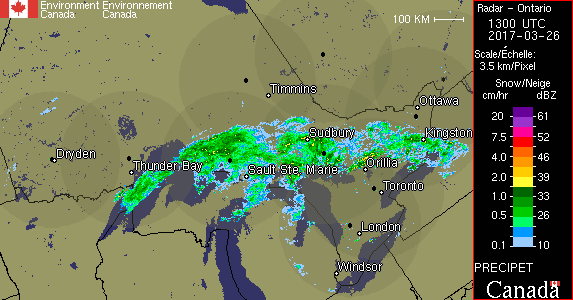 Environment Environnement
Canada Canada
100 KM
Timmins
Ottawa
Sudbury
Kingston
Dryden
Thunder Bay
Sault Ste. Marie
Orillia
Toronto
London
Windsor
Radar - Ontario
1300 UTC
2017-03-26
Scale/Échelle:
3.5 km/Pixel
Snow/Neige
cm/hr dBZ
20 61
7.5 52
4.0 46
2.0 39
1.0 33
0.5 26
0.1 10
PRECIPET
Canada